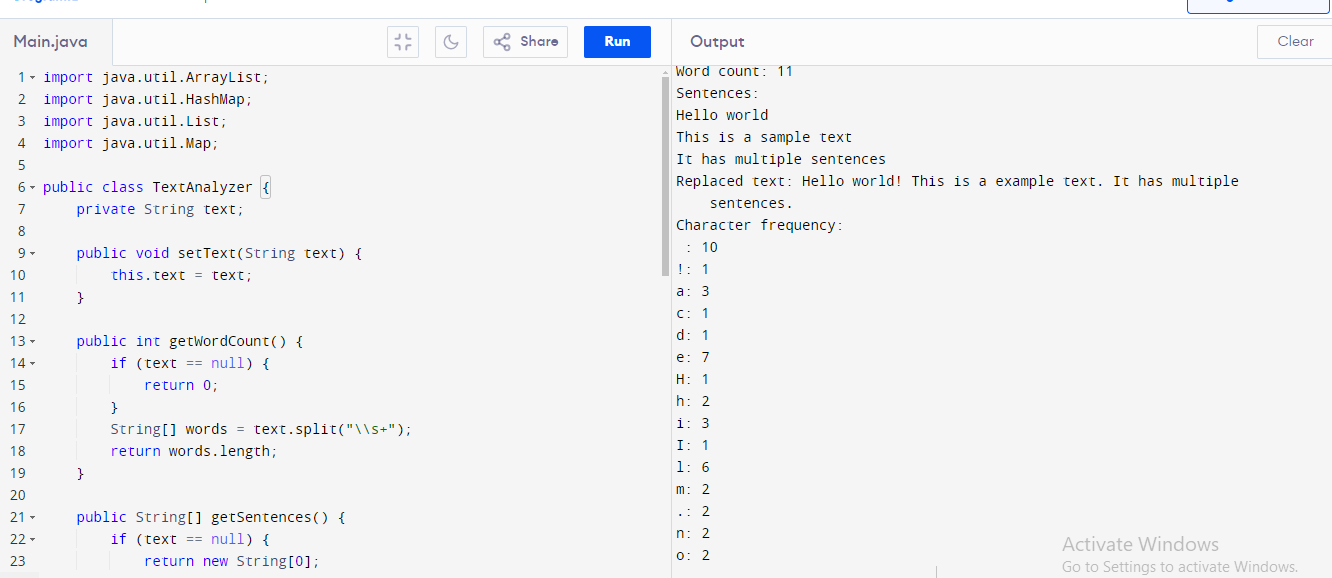 Main.java
Share
Run
Output
Clear
1 import java.util.ArrayList;
2 import java.util.HashMap;
3 import java.util.List;
4 import java.util.Map;
5
6 public class TextAnalyzer {
7 private String text;
8
9 public void setText(String text) {
10 this.text = text;
11 }
12
13 public int getWordCount() {
14 if (text == null) {
15 return 0;
16 }
17 String[] words = text.split("\\s+");
18 return words.length;
19 }
20
21 public String[] getSentences() {
22 if (text == null) {
23 return new String[0];
Word count: 11
Sentences:
Hello world
This is a sample text
It has multiple sentences
Replaced text: Hello world! This is a example text. It has multiple
sentences.
Character frequency:
 : 10
!: 1
a: 3
c: 1
d: 1
e: 7
H: 1
h: 2
i: 3
I: 1
l: 6
m: 2
.: 2
n: 2
o: 2
Activate Windows
Go to Settings to activate Windows.